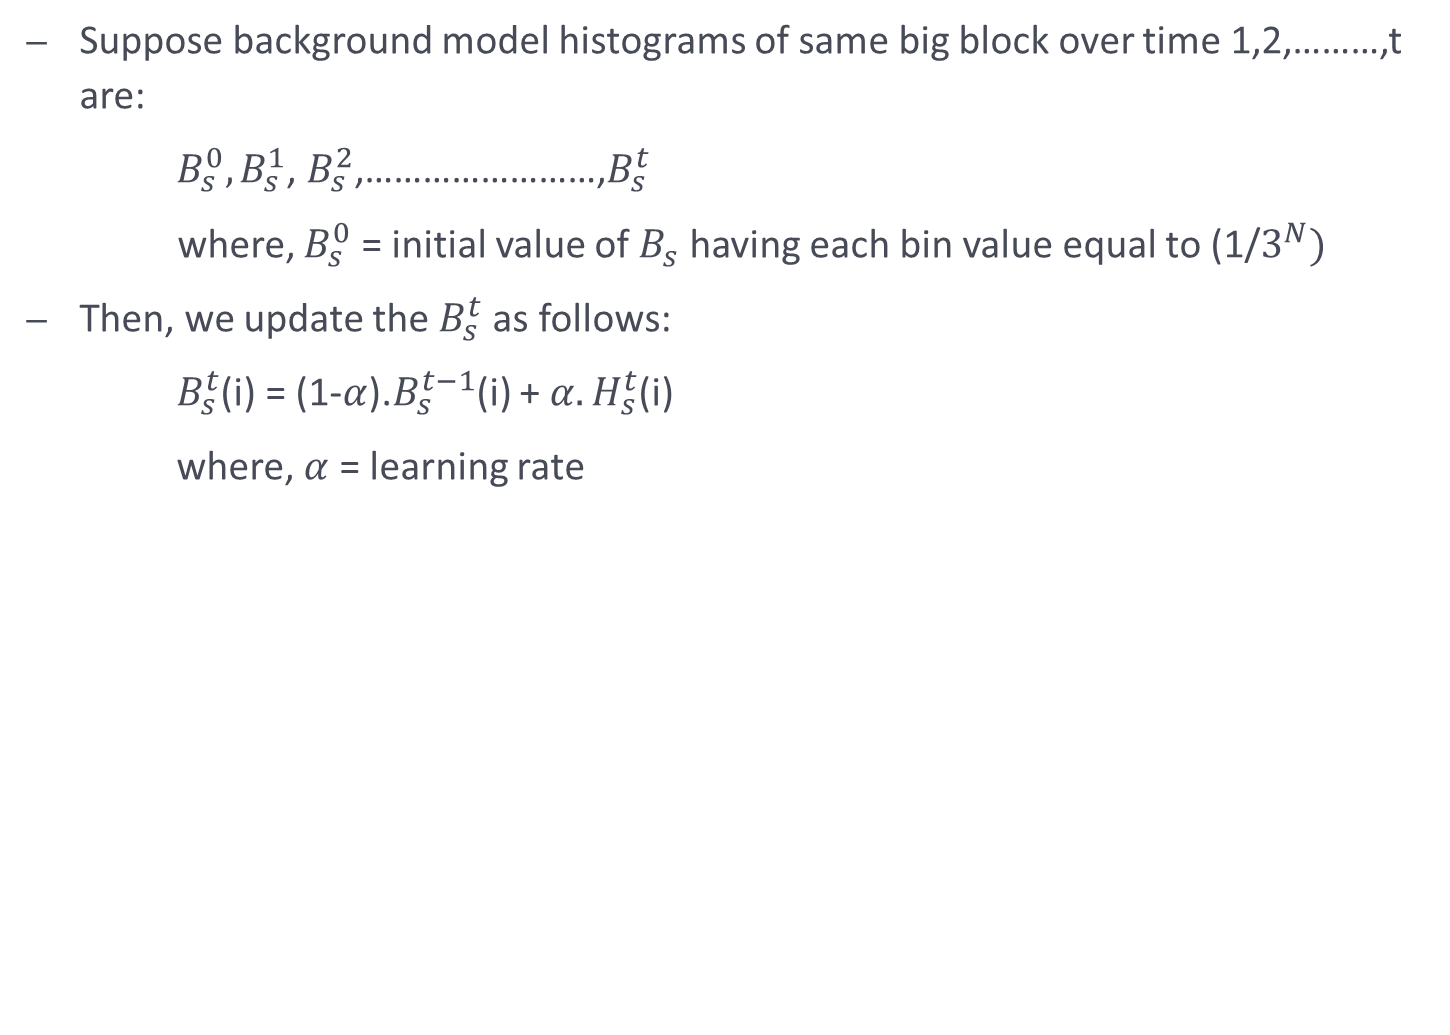 – Suppose background model histograms of same big block over time 1,2,………,t
are:
$B_s^0, B_s^1, B_s^2$,……………………,$B_s^t$
where, $B_s^0$ = initial value of $B_s$ having each bin value equal to (1/$3^N$)
– Then, we update the $B_s^t$ as follows:
$B_s^t$(i) = (1-$α$).$B_s^{t-1}$(i) + $α$. $H_s^t$(i)
where, $α$ = learning rate